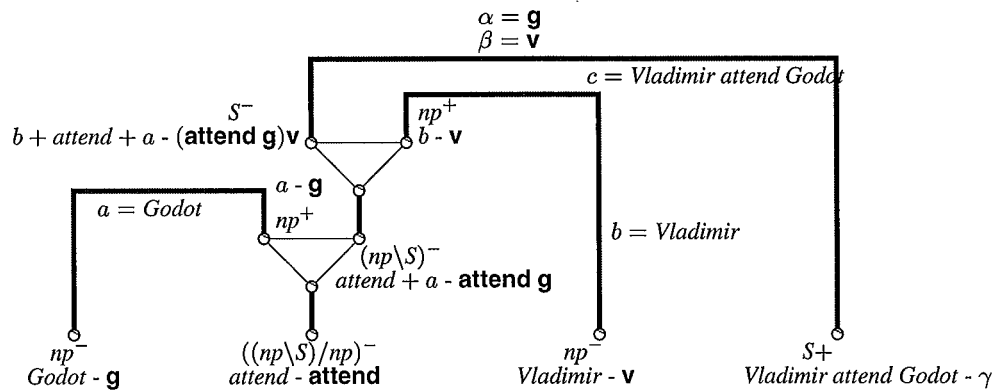 α = g
β = v
c = Vladimir attend Godot
S⁻
np⁺
b + attend + a - (attend g)v
b - v
a - g
a = Godot
np⁺
b = Vladimir
(np\S)⁻
attend + a - attend g
np⁻
((np\S)/np)⁻
np⁻
S+
Godot - g
attend - attend
Vladimir - v
Vladimir attend Godot - γ